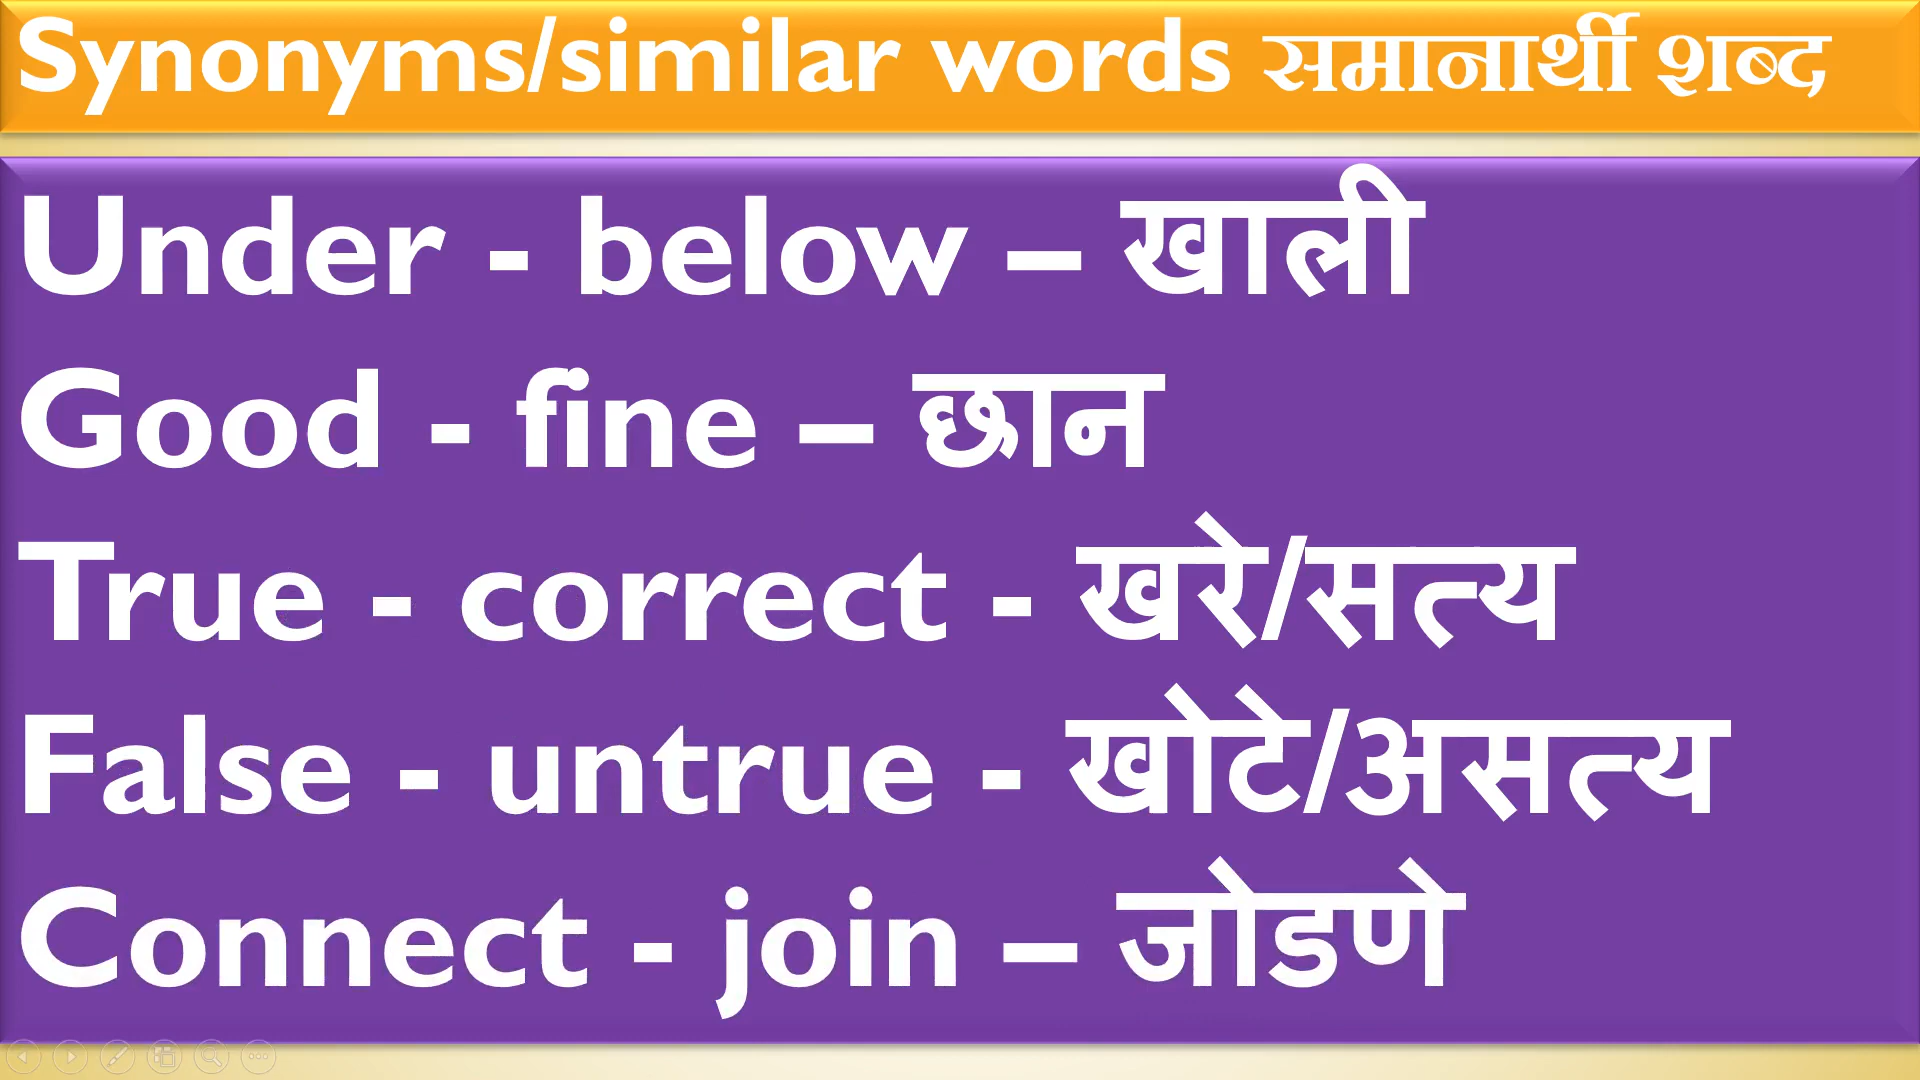 Synonyms/similar words समानार्थी शब्द
Under - below – खाली
Good - fine – छान
True - correct - खरे/सत्य
False - untrue - खोटे/असत्य
Connect - join – जोडणे